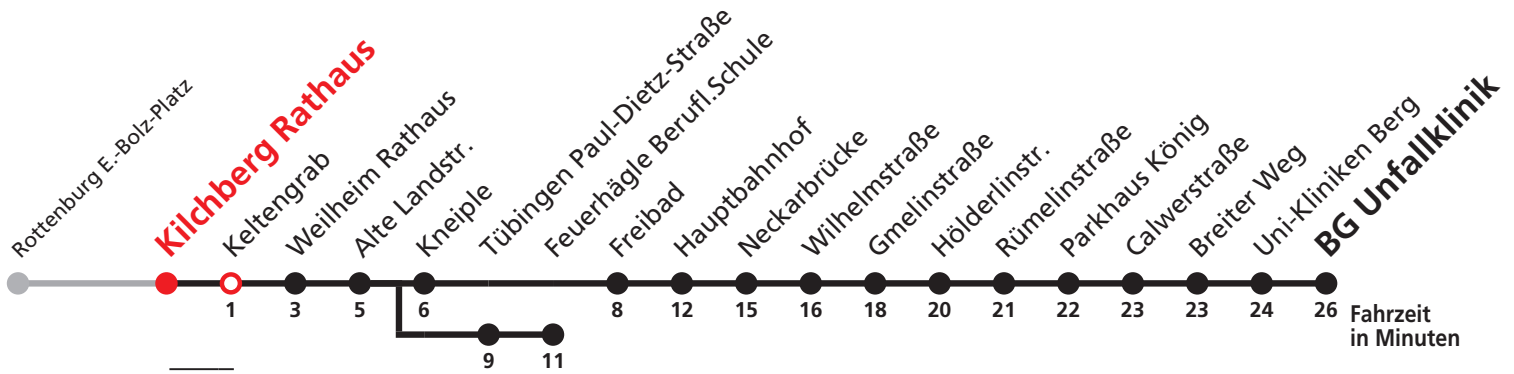 Rottenburg E.-Bolz-Platz
Kilchberg Rathaus
Keltengrab
Weilheim Rathaus
Alte Landstr.
Kneiple
Tübingen Paul-Dietz-Straße
Feuerhägle Berufl.Schule
Freibad
Hauptbahnhof
Neckarbrücke
Wilhelmstraße
Gmelinstraße
Hölderlinstr.
Rümelinstraße
Parkhaus König
Calwerstraße
Breiter Weg
Uni-Kliniken Berg
BG Unfallklinik
1 3 5 6 8 12 15 16 18 20 21 22 23 23 24 26 Fahrzeit
in Minuten
9 11